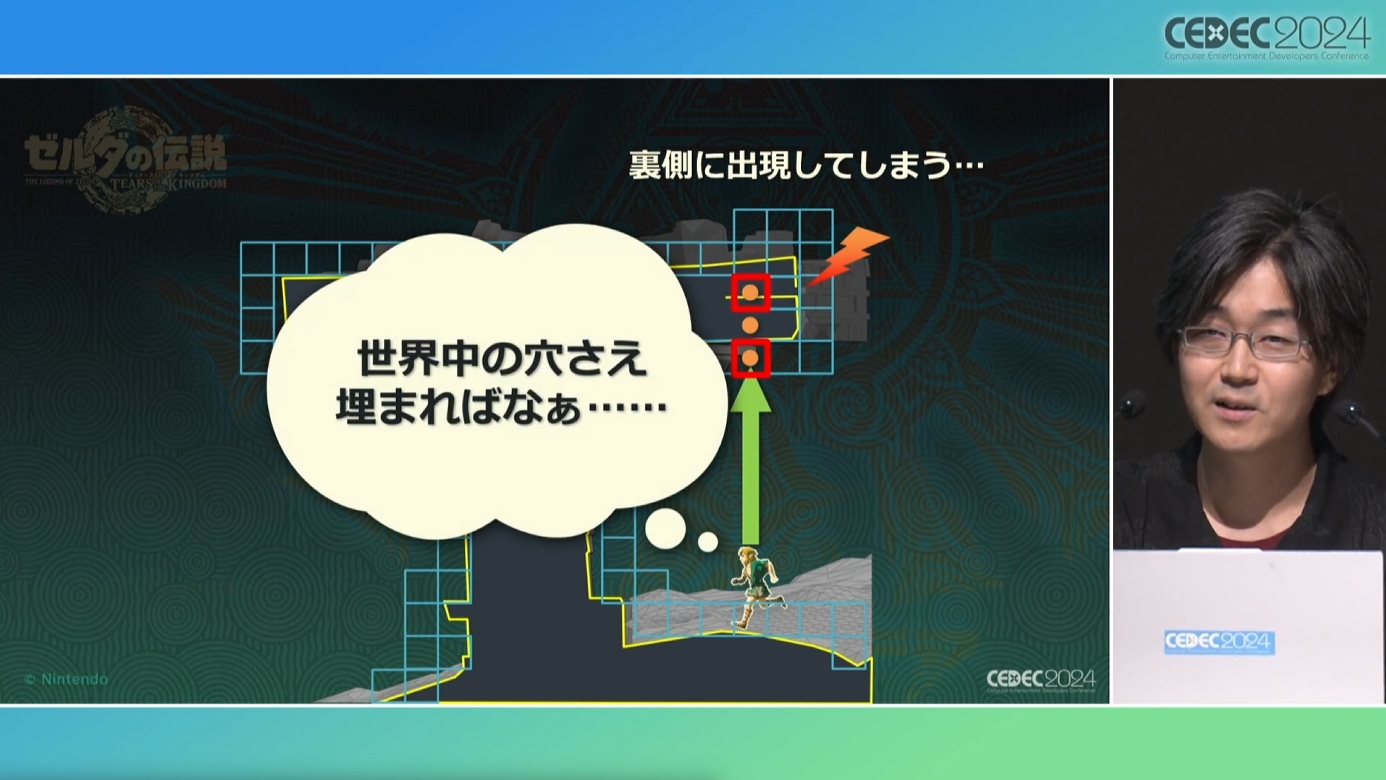 CEDEC2024
Computer Entertainment Developers Conference
ゼルダの伝説
THE LEGEND OF ZELDA
TEARS OF THE KINGDOM
裏側に出現してしまう…
世界中の穴さえ
埋まればなぁ……
© Nintendo
CEDEC2024
Computer Entertainment Developers Conference
CEDEC2024